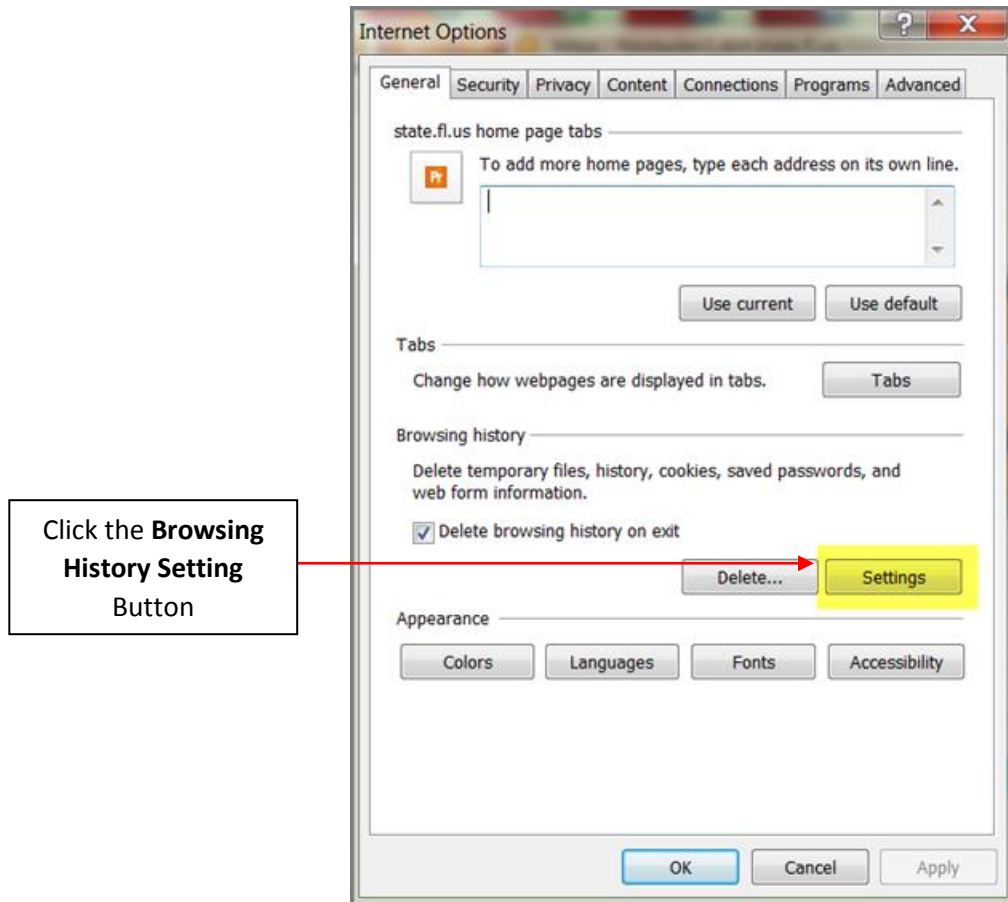 Internet Options
?
X
General Security Privacy Content Connections Programs Advanced
state.fl.us home page tabs
Pr
To add more home pages, type each address on its own line.
Use current Use default
Tabs
Change how webpages are displayed in tabs. Tabs
Browsing history
Delete temporary files, history, cookies, saved passwords, and
web form information.
Delete browsing history on exit
Click the Browsing
History Setting
Button
Delete... Settings
Appearance
Colors Languages Fonts Accessibility
OK Cancel Apply